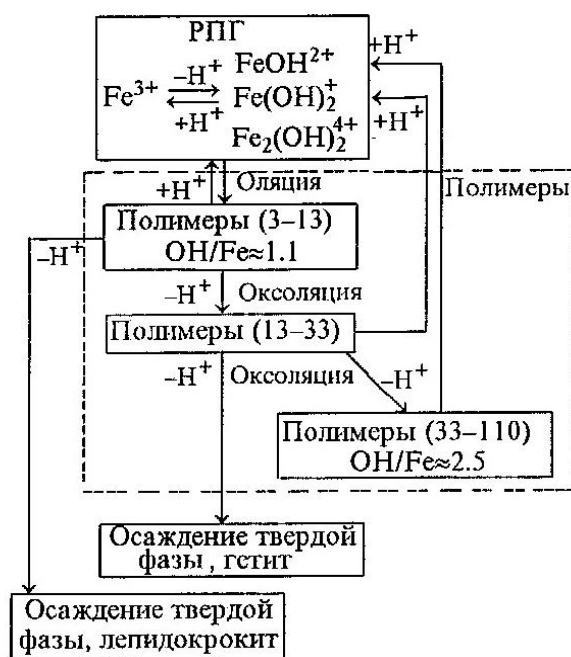 РПГ
+H⁺
–H⁺ FeOH²⁺
Fe³⁺ Fe(OH)₂⁺
+H⁺ +H⁺
Fe₂(OH)₂⁴⁺
+H⁺ Оляция Полимеры
Полимеры (3–13)
OH/Fe≈1.1
–H⁺
–H⁺ Оксоляция
Полимеры (13–33)
–H⁺ Оксоляция –H⁺
Полимеры (33–110)
OH/Fe≈2.5
Осаждение твердой
фазы, гетит
Осаждение твердой
фазы, лепидокрокит